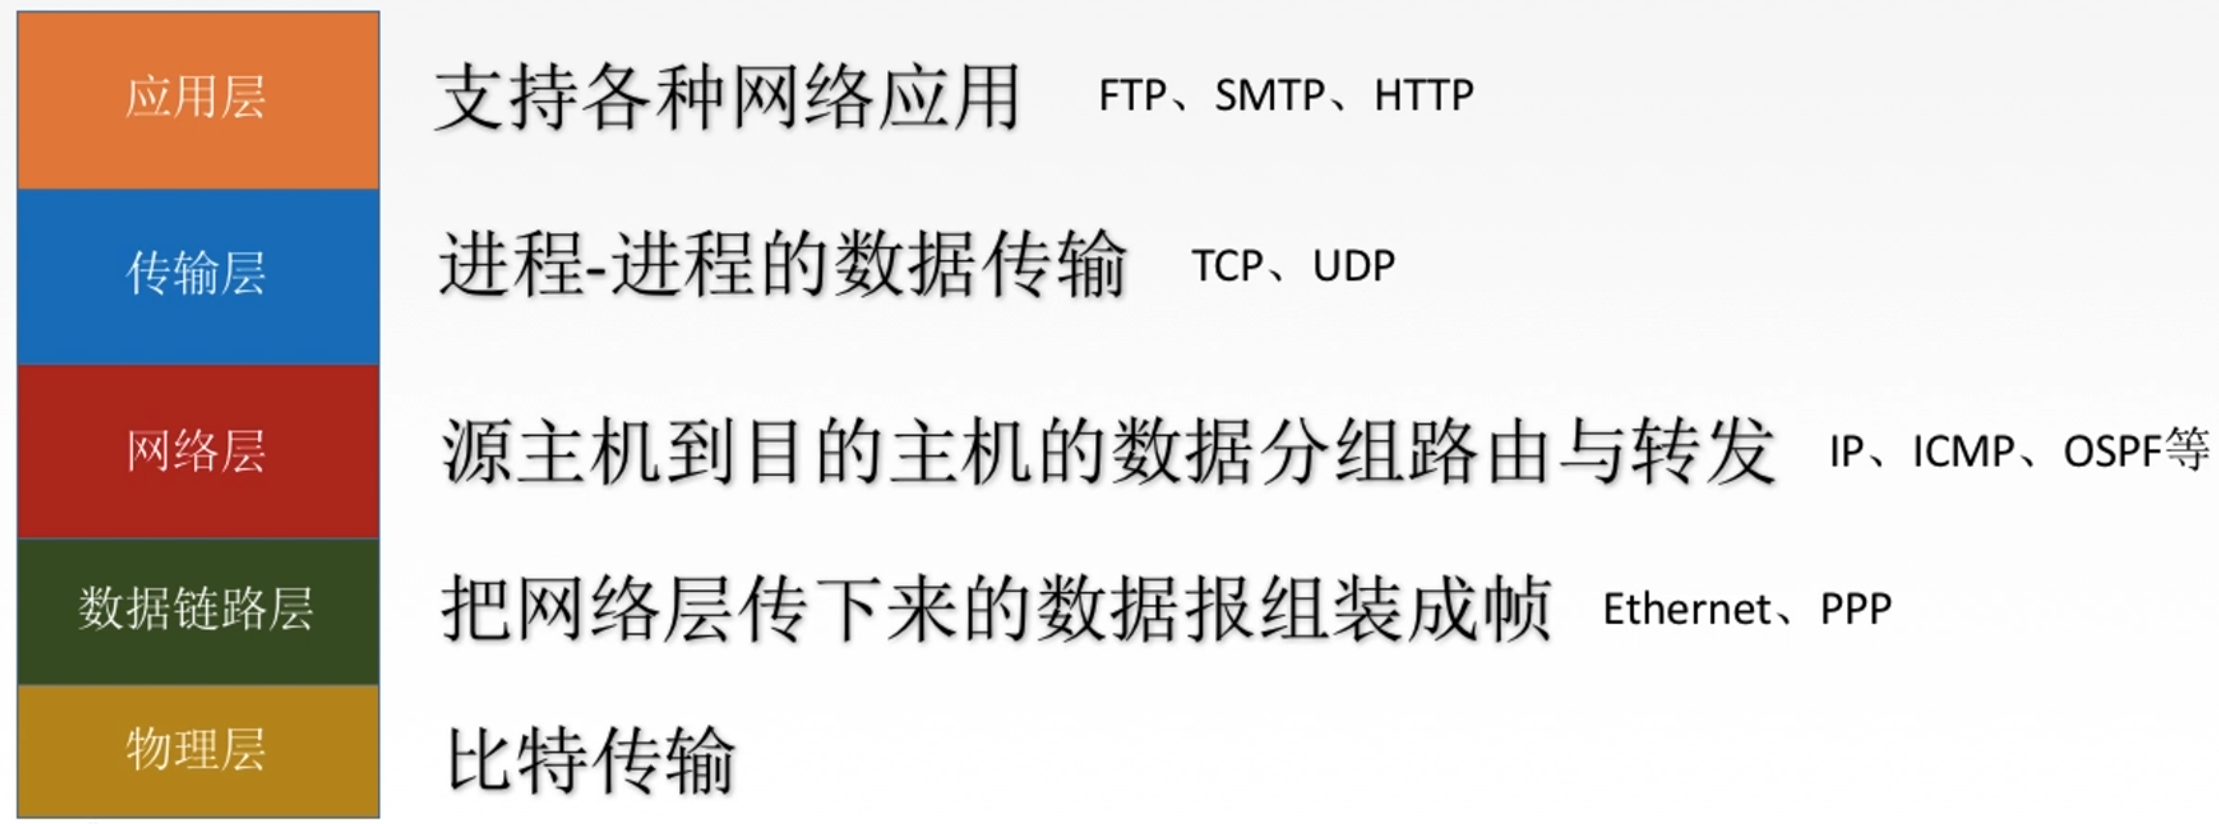 应用层 支持各种网络应用 FTP、SMTP、HTTP
传输层 进程-进程的数据传输 TCP、UDP
网络层 源主机到目的主机的数据分组路由与转发 IP、ICMP、OSPF等
数据链路层 把网络层传下来的数据报组装成帧 Ethernet、PPP
物理层 比特传输